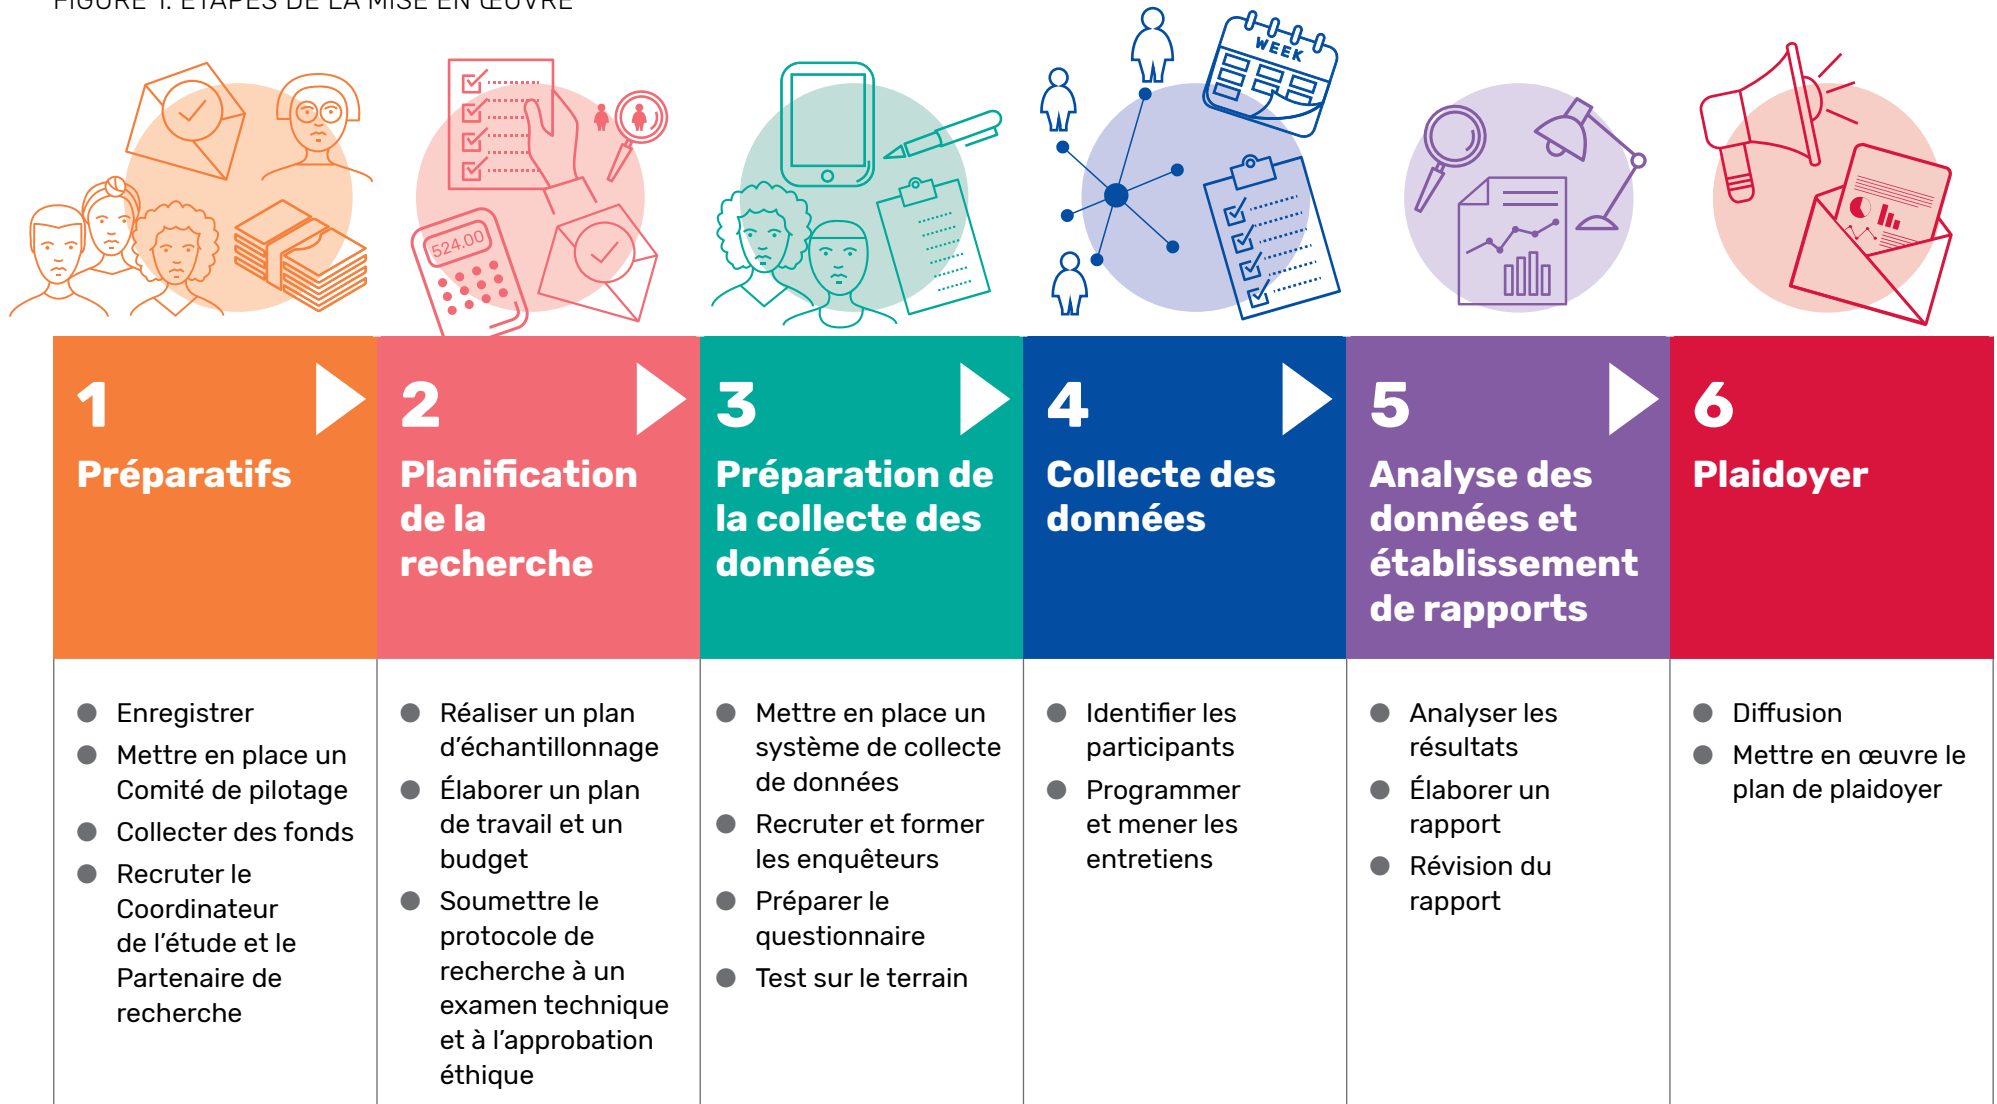 FIGURE 1. ÉTAPES DE LA MISE EN ŒUVRE
WEEK
524.00
1
Préparatifs
Enregistrer
Mettre en place un
Comité de pilotage
Collecter des fonds
Recruter le
Coordinateur
de l’étude et le
Partenaire de
recherche
2
Planification
de la
recherche
Réaliser un plan
d’échantillonnage
Élaborer un plan
de travail et un
budget
Soumettre le
protocole de
recherche à un
examen technique
et à l’approbation
éthique
3
Préparation de
la collecte des
données
Mettre en place un
système de collecte
de données
Recruter et former
les enquêteurs
Préparer le
questionnaire
Test sur le terrain
4
Collecte des
données
Identifier les
participants
Programmer
et mener les
entretiens
5
Analyse des
données et
établissement
de rapports
Analyser les
résultats
Élaborer un
rapport
Révision du
rapport
6
Plaidoyer
Diffusion
Mettre en œuvre le
plan de plaidoyer